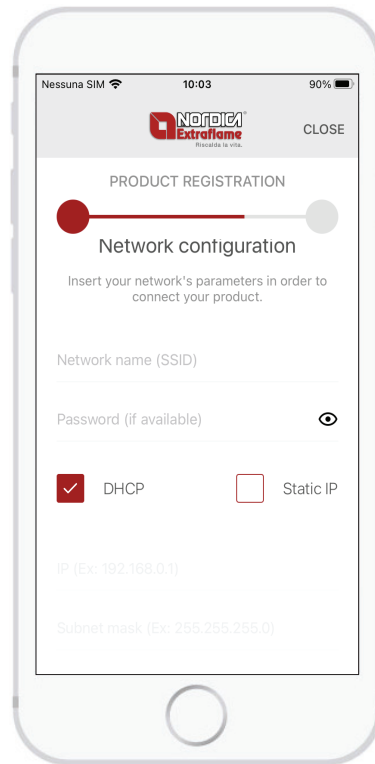 Nessuna SIM 10:03 90%
NORDICA®
Extraflame
Riscalda la vita.
CLOSE
PRODUCT REGISTRATION
Network configuration
Insert your network's parameters in order to
connect your product.
Network name (SSID)
Password (if available)
DHCP Static IP
IP (Ex: 192.168.0.1)
Subnet mask (Ex: 255.255.255.0)